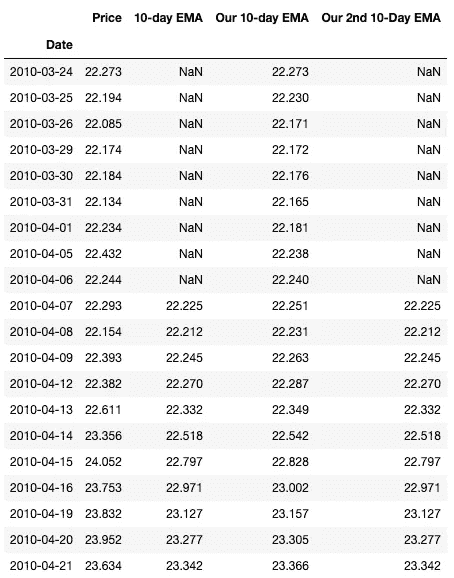 Price 10-day EMA Our 10-day EMA Our 2nd 10-Day EMA
Date
2010-03-24 22.273 NaN 22.273 NaN
2010-03-25 22.194 NaN 22.230 NaN
2010-03-26 22.085 NaN 22.171 NaN
2010-03-29 22.174 NaN 22.172 NaN
2010-03-30 22.184 NaN 22.176 NaN
2010-03-31 22.134 NaN 22.165 NaN
2010-04-01 22.234 NaN 22.181 NaN
2010-04-05 22.432 NaN 22.238 NaN
2010-04-06 22.244 NaN 22.240 NaN
2010-04-07 22.293 22.225 22.251 22.225
2010-04-08 22.154 22.212 22.231 22.212
2010-04-09 22.393 22.245 22.263 22.245
2010-04-12 22.382 22.270 22.287 22.270
2010-04-13 22.611 22.332 22.349 22.332
2010-04-14 23.356 22.518 22.542 22.518
2010-04-15 24.052 22.797 22.828 22.797
2010-04-16 23.753 22.971 23.002 22.971
2010-04-19 23.832 23.127 23.157 23.127
2010-04-20 23.952 23.277 23.305 23.277
2010-04-21 23.634 23.342 23.366 23.342